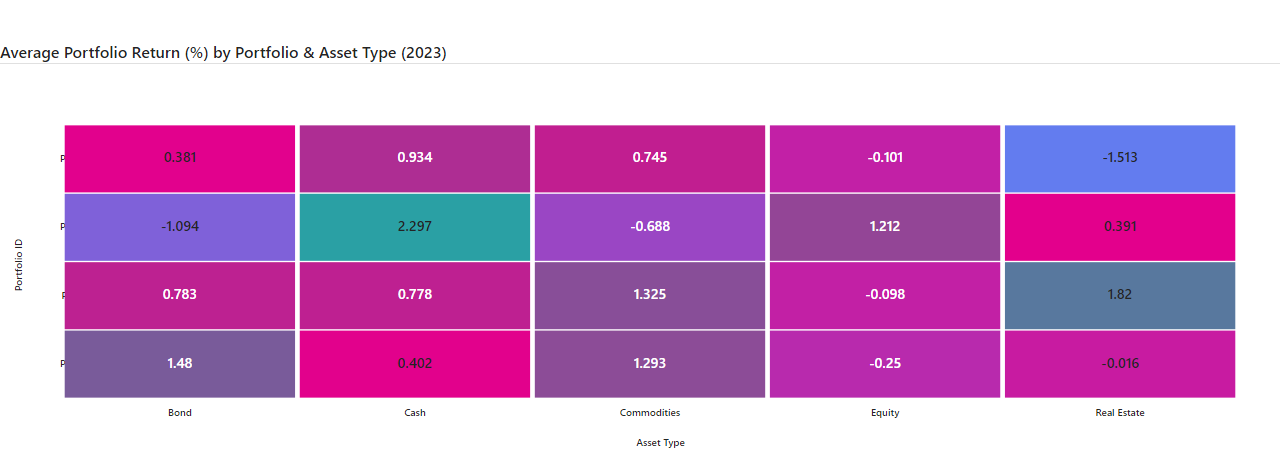 Average Portfolio Return (%) by Portfolio & Asset Type (2023)
0.381 0.934 0.745 -0.101 -1.513
-1.094 2.297 -0.688 1.212 0.391
Portfolio ID
0.783 0.778 1.325 -0.098 1.82
1.48 0.402 1.293 -0.25 -0.016
Bond Cash Commodities Equity Real Estate
Asset Type